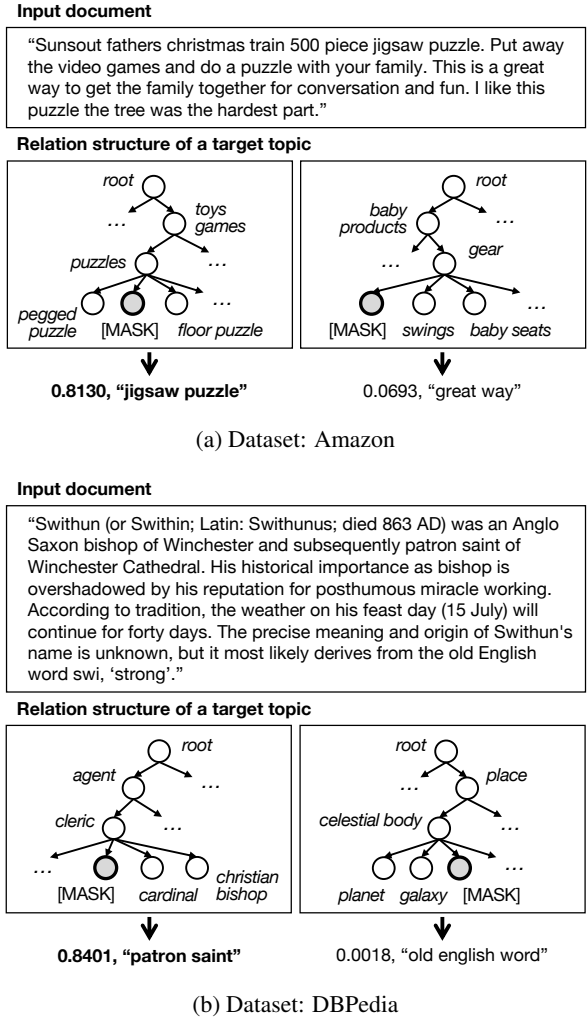 Input document
“Sunsout fathers christmas train 500 piece jigsaw puzzle. Put away
the video games and do a puzzle with your family. This is a great
way to get the family together for conversation and fun. I like this
puzzle the tree was the hardest part.”
Relation structure of a target topic
root
...
toys
games
puzzles
...
pegged
puzzle
[MASK]
floor puzzle
...
0.8130, “jigsaw puzzle”
root
baby
products
...
...
gear
[MASK]
swings
baby seats
...
0.0693, “great way”
(a) Dataset: Amazon
Input document
“Swithun (or Swithin; Latin: Swithunus; died 863 AD) was an Anglo
Saxon bishop of Winchester and subsequently patron saint of
Winchester Cathedral. His historical importance as bishop is
overshadowed by his reputation for posthumous miracle working.
According to tradition, the weather on his feast day (15 July) will
continue for forty days. The precise meaning and origin of Swithun's
name is unknown, but it most likely derives from the old English
word swi, ‘strong’.”
Relation structure of a target topic
root
agent
...
cleric
...
...
[MASK]
cardinal
christian
bishop
0.8401, “patron saint”
root
...
place
celestial body
...
planet
galaxy
[MASK]
...
0.0018, “old english word”
(b) Dataset: DBPedia